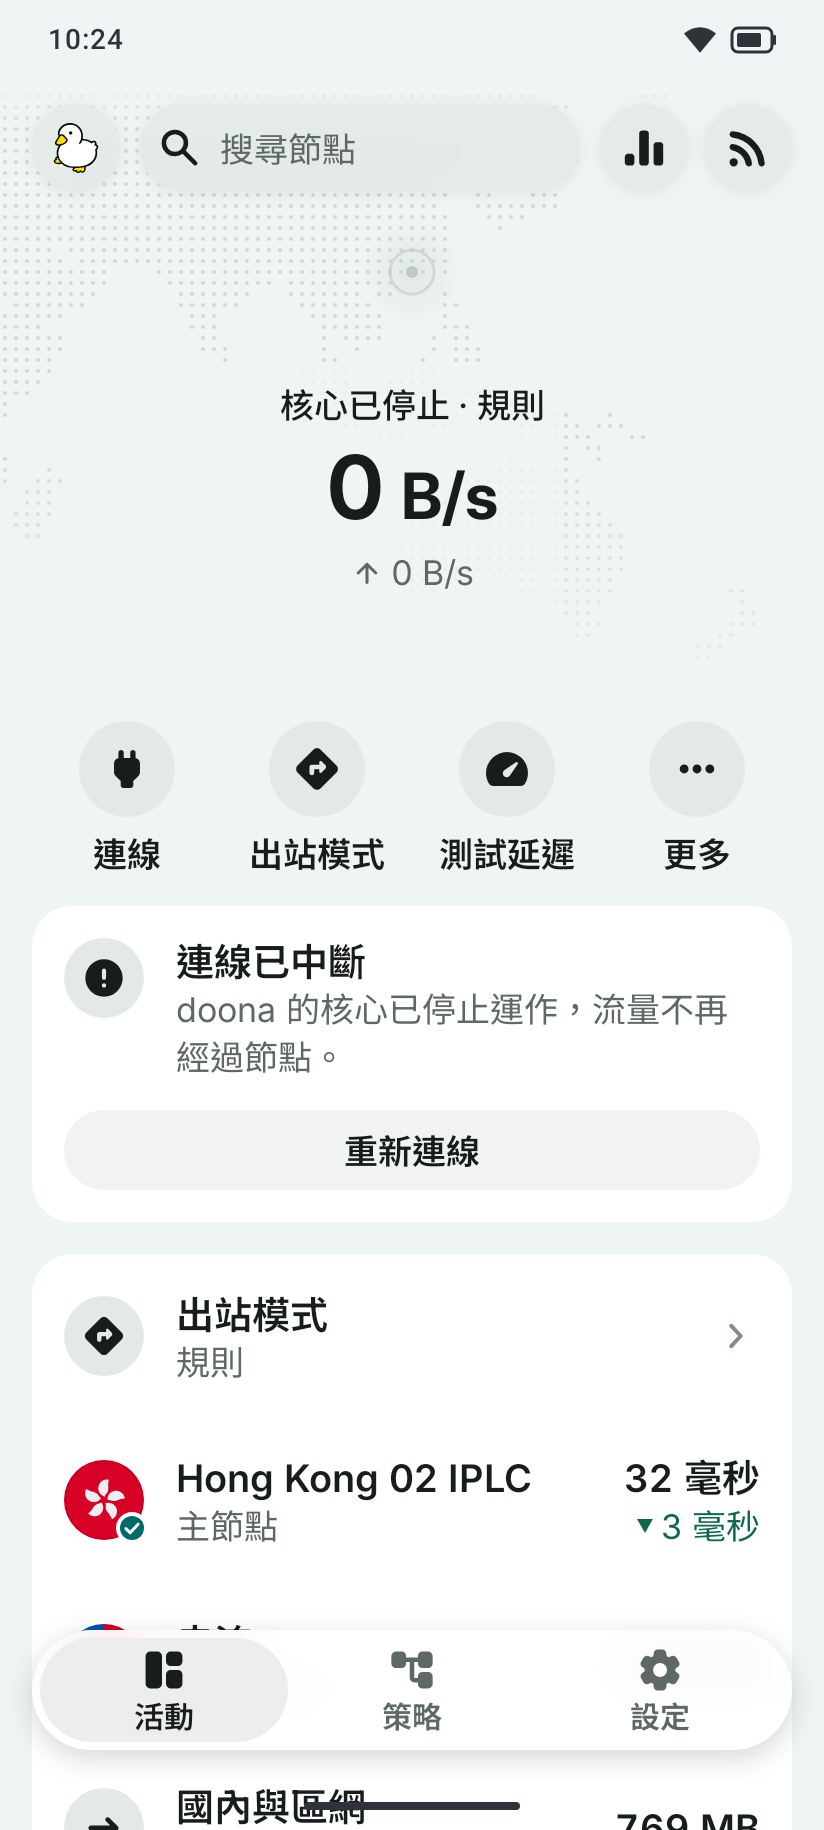 10:24
搜尋節點
核心已停止 · 規則
0 B/s
↑ 0 B/s
連線
出站模式
測試延遲
更多
連線已中斷
doona 的核心已停止運作，流量不再
經過節點。
重新連線
出站模式
規則
Hong Kong 02 IPLC
32 毫秒
主節點
▼3 毫秒
活動
策略
設定
國內與區網
769 MB